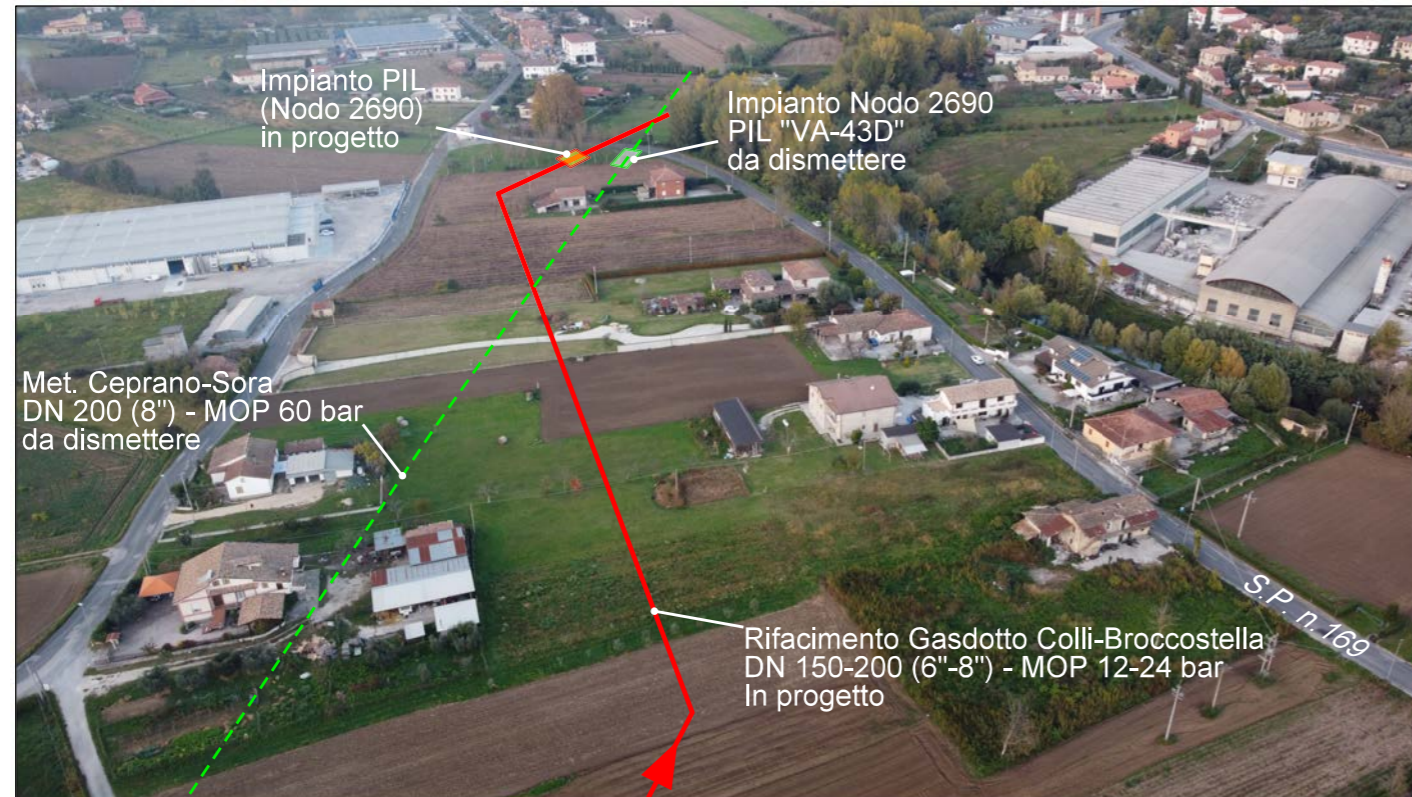 Impianto PIL
(Nodo 2690)
in progetto
Impianto Nodo 2690
PIL "VA-43D"
da dismettere
Met. Ceprano-Sora
DN 200 (8") - MOP 60 bar
da dismettere
Rifacimento Gasdotto Colli-Broccostella
DN 150-200 (6"-8") - MOP 12-24 bar
In progetto
S.P. n.169